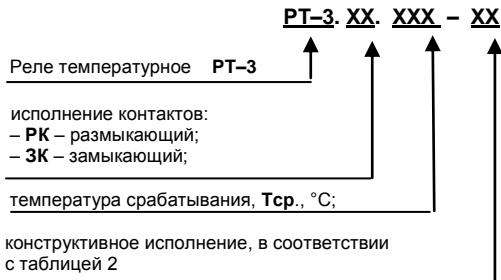 РТ–3. ХХ. ХХХ – ХХ
Реле температурное РТ–3
исполнение контактов:
– РК – размыкающий;
– ЗК – замыкающий;
температура срабатывания, Тср., °С;
конструктивное исполнение, в соответствии
с таблицей 2